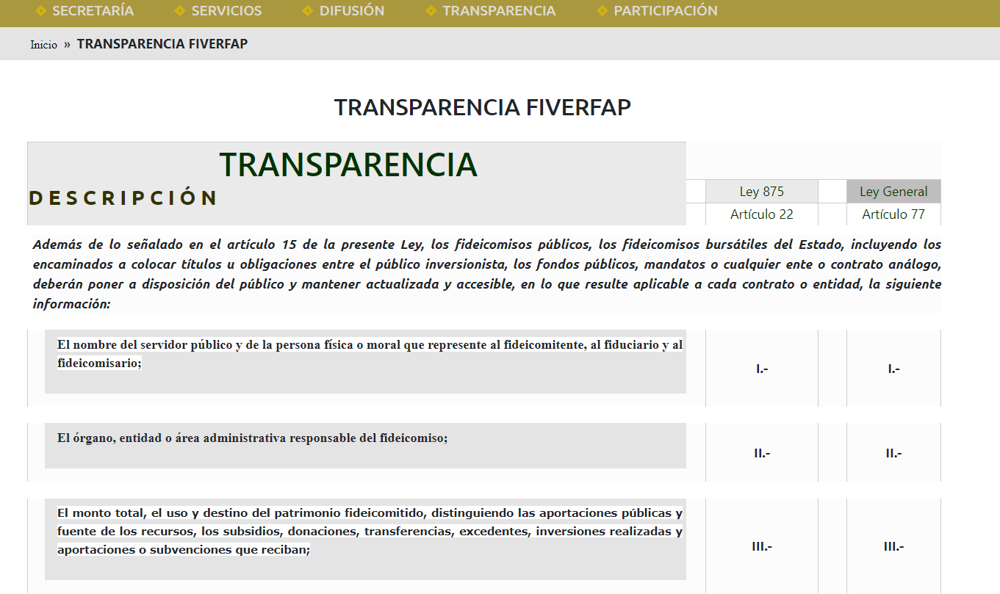 SECRETARÍA SERVICIOS DIFUSIÓN TRANSPARENCIA PARTICIPACIÓN
Inicio » TRANSPARENCIA FIVERFAP
TRANSPARENCIA FIVERFAP
TRANSPARENCIA
DESCRIPCIÓN
Ley 875 Ley General
Artículo 22 Artículo 77
Además de lo señalado en el artículo 15 de la presente Ley, los fideicomisos públicos, los fideicomisos bursátiles del Estado, incluyendo los
encaminados a colocar títulos u obligaciones entre el público inversionista, los fondos públicos, mandatos o cualquier ente o contrato análogo,
deberán poner a disposición del público y mantener actualizada y accesible, en lo que resulte aplicable a cada contrato o entidad, la siguiente
información:
El nombre del servidor público y de la persona física o moral que represente al fideicomitente, al fiduciario y al
fideicomisario;
I.- I.-
El órgano, entidad o área administrativa responsable del fideicomiso;
II.- II.-
El monto total, el uso y destino del patrimonio fideicomitido, distinguiendo las aportaciones públicas y
fuente de los recursos, los subsidios, donaciones, transferencias, excedentes, inversiones realizadas y
aportaciones o subvenciones que reciban;
III.- III.-